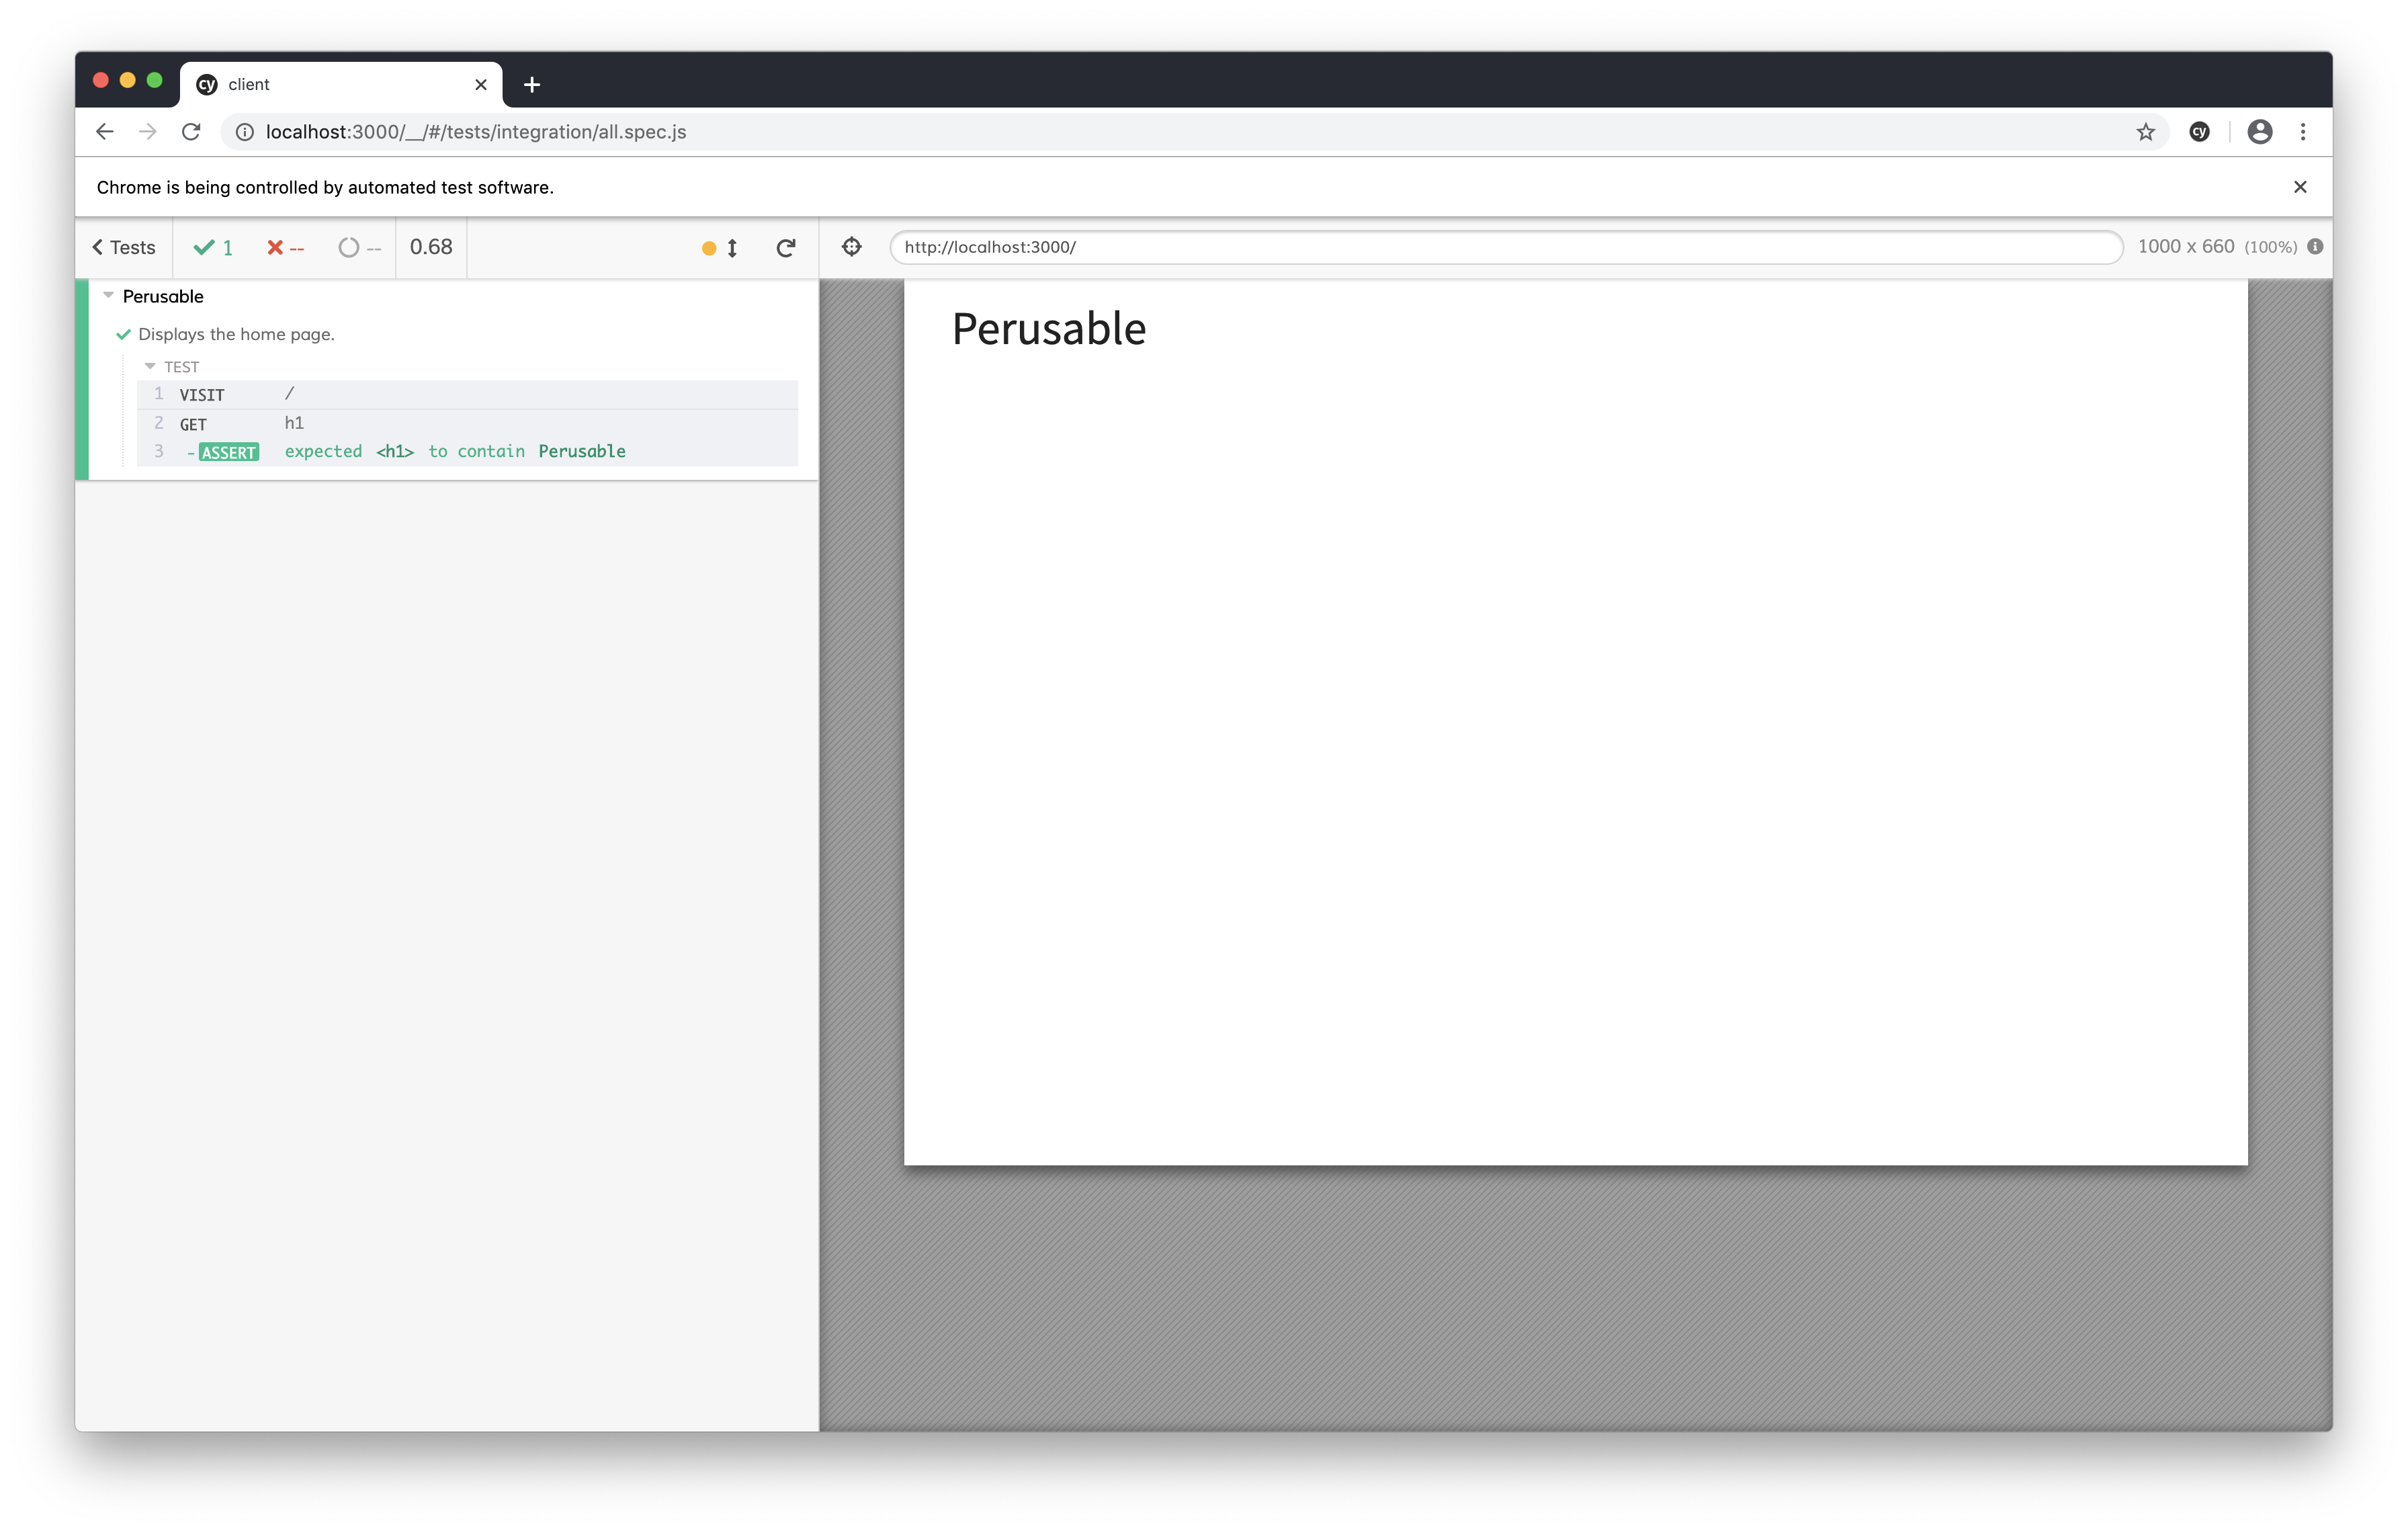 cy client
localhost:3000/__/#/tests/integration/all.spec.js cy
Chrome is being controlled by automated test software.
Tests 1 -- -- 0.68 http://localhost:3000/ 1000 x 660 (100%)
Perusable
Displays the home page.
TEST
1 VISIT /
2 GET h1
3 -ASSERT expected <h1> to contain Perusable
Perusable